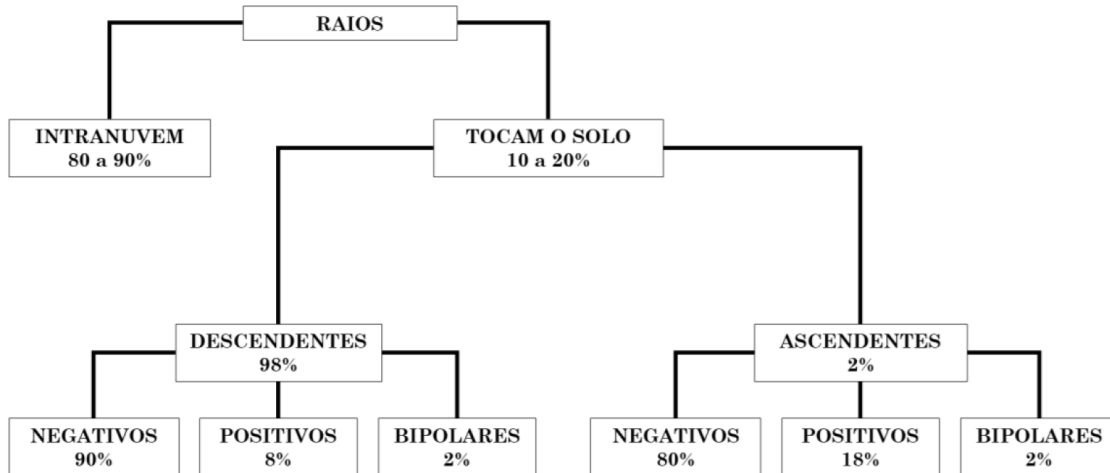 RAIOS
INTRANUVEM
80 a 90%
TOCAM O SOLO
10 a 20%
DESCENDENTES
98%
ASCENDENTES
2%
NEGATIVOS
90%
POSITIVOS
8%
BIPOLARES
2%
NEGATIVOS
80%
POSITIVOS
18%
BIPOLARES
2%